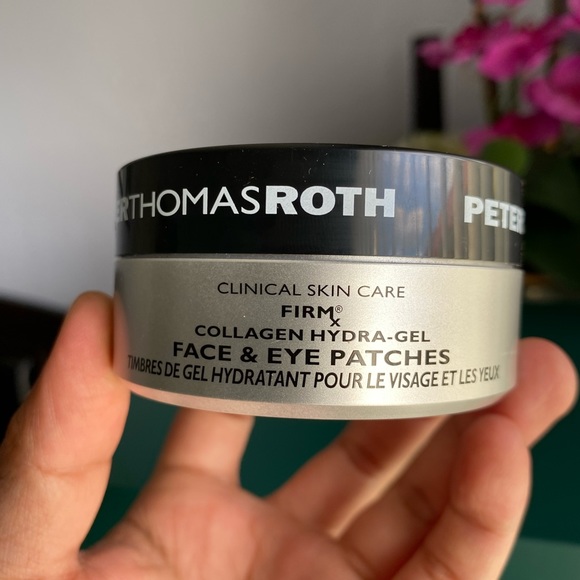 ERTHOMASROTH PETER
CLINICAL SKIN CARE
FIRMx®
COLLAGEN HYDRA-GEL
FACE & EYE PATCHES
TIMBRES DE GEL HYDRATANT POUR LE VISAGE ET LES YEUX